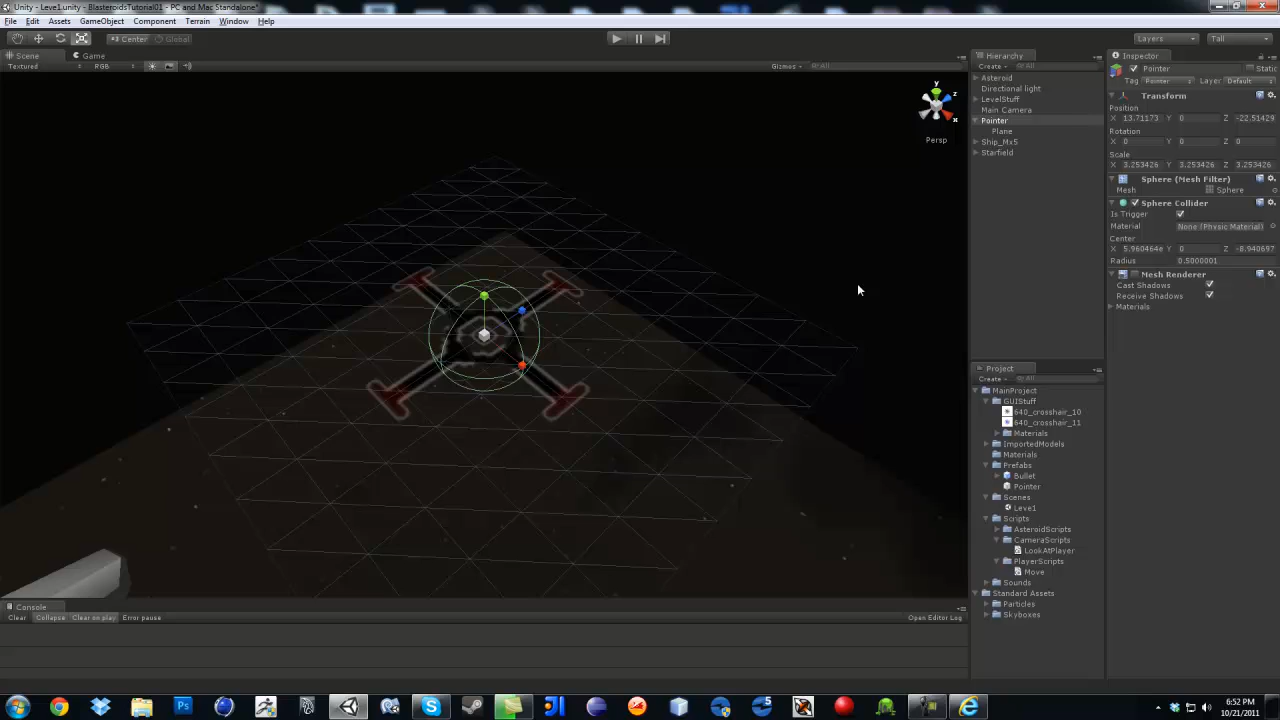 Unity - Leve1.unity - BlasteroidsTutorial01 - PC and Mac Standalone*
File Edit Assets GameObject Component Terrain Window Help
Center Global Layers Tall
Scene Game
Textured RGB Gizmos All
y
z
x
Persp
Hierarchy
Create All
Asteroid
Directional light
LevelStuff
Main Camera
Pointer
Plane
Ship_Mx5
Starfield
Inspector
Pointer Static
Tag Pointer Layer Default
Transform
Position
X 13.71173 Y 0 Z -22.51429
Rotation
X 0 Y 0 Z 0
Scale
X 3.253426 Y 3.253426 Z 3.253426
Sphere (Mesh Filter)
Mesh Sphere
Sphere Collider
Is Trigger
Material None (Physic Material)
Center
X 5.960464e Y 0 Z -8.940697
Radius 0.5000001
Mesh Renderer
Cast Shadows
Receive Shadows
Materials
Project
Create All
MainProject
GUIStuff
640_crosshair_10
640_crosshair_11
Materials
ImportedModels
Materials
Prefabs
Bullet
Pointer
Scenes
Leve1
Scripts
AsteroidScripts
CameraScripts
LookAtPlayer
PlayerScripts
Move
Sounds
Standard Assets
Particles
Skyboxes
Console
Clear Collapse Clear on play Error pause Open Editor Log
6:52 PM
10/21/2011